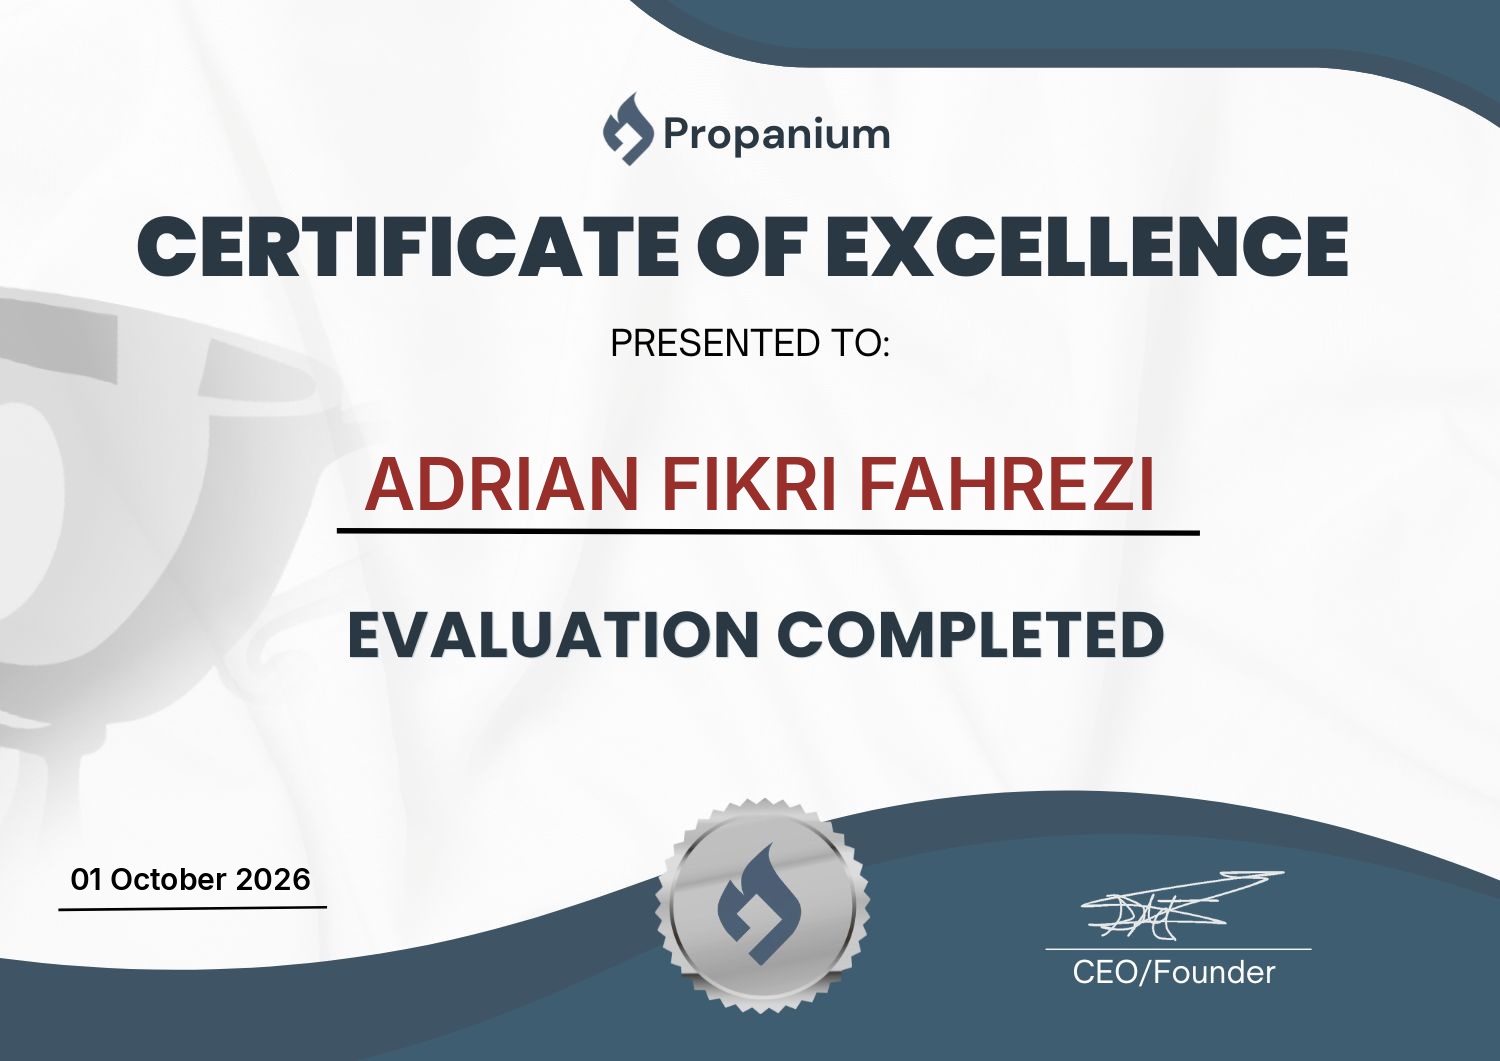 Propanium
CERTIFICATE OF EXCELLENCE
PRESENTED TO:
ADRIAN FIKRI FAHREZI
EVALUATION COMPLETED
01 October 2026
CEO/Founder